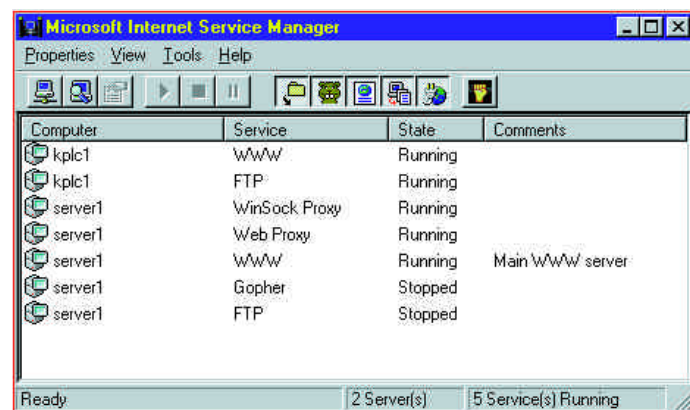 Microsoft Internet Service Manager
Properties View Tools Help
Computer Service State Comments
kplc1 WWW Running
kplc1 FTP Running
server1 WinSock Proxy Running
server1 Web Proxy Running
server1 WWW Running Main WWW server
server1 Gopher Stopped
server1 FTP Stopped
Ready 2 Server(s) 5 Service(s) Running